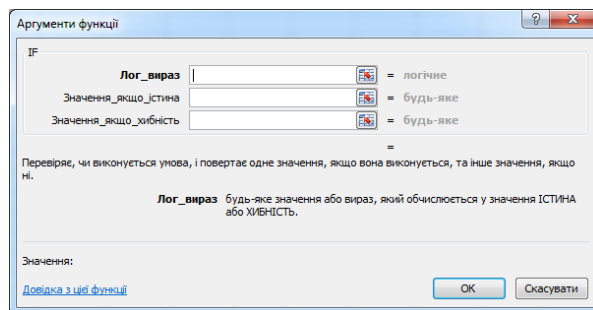 Аргументи функції
IF
Лог_вираз = логічне
Значення_якщо_істина = будь-яке
Значення_якщо_хибність = будь-яке
=
Перевіряє, чи виконується умова, і повертає одне значення, якщо вона виконується, та інше значення, якщо
ні.
Лог_вираз будь-яке значення або вираз, який обчислюється у значення ІСТИНА
або ХИБНІСТЬ.
Значення:
Довідка з цієї функції
ОК
Скасувати